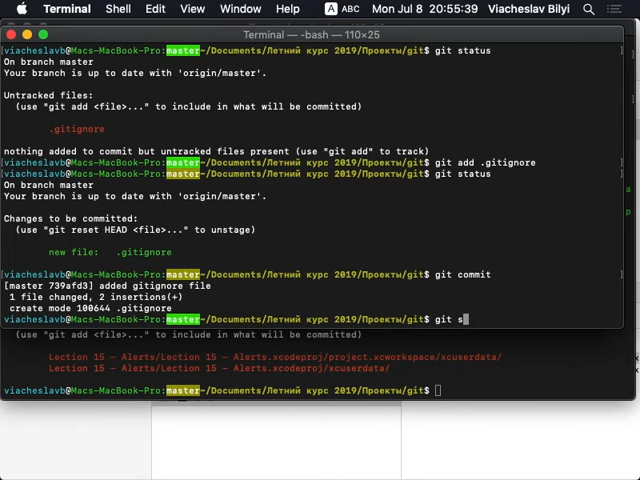 Terminal Shell Edit View Window Help ABC Mon Jul 8 20:55:39 Viacheslav Bilyi
Terminal — -bash — 110×25
viacheslavb@Macs-MacBook-Pro:master~/Documents/Летний курс 2019/Проекты/git$ git status
On branch master
Your branch is up to date with 'origin/master'.
Untracked files:
(use "git add <file>..." to include in what will be committed)
.gitignore
nothing added to commit but untracked files present (use "git add" to track)
viacheslavb@Macs-MacBook-Pro:master~/Documents/Летний курс 2019/Проекты/git$ git add .gitignore
viacheslavb@Macs-MacBook-Pro:master~/Documents/Летний курс 2019/Проекты/git$ git status
On branch master
Your branch is up to date with 'origin/master'.
Changes to be committed:
(use "git reset HEAD <file>..." to unstage)
new file: .gitignore
viacheslavb@Macs-MacBook-Pro:master~/Documents/Летний курс 2019/Проекты/git$ git commit
[master 739afd3] added gitignore file
1 file changed, 2 insertions(+)
create mode 100644 .gitignore
viacheslavb@Macs-MacBook-Pro:master~/Documents/Летний курс 2019/Проекты/git$ git s
(use "git add <file>..." to include in what will be committed)
Lection 15 - Alerts/Lection 15 - Alerts.xcodeproj/project.xcworkspace/xcuserdata/
Lection 15 - Alerts/Lection 15 - Alerts.xcodeproj/xcuserdata/
viacheslavb@Macs-MacBook-Pro:master~/Documents/Летний курс 2019/Проекты/git$